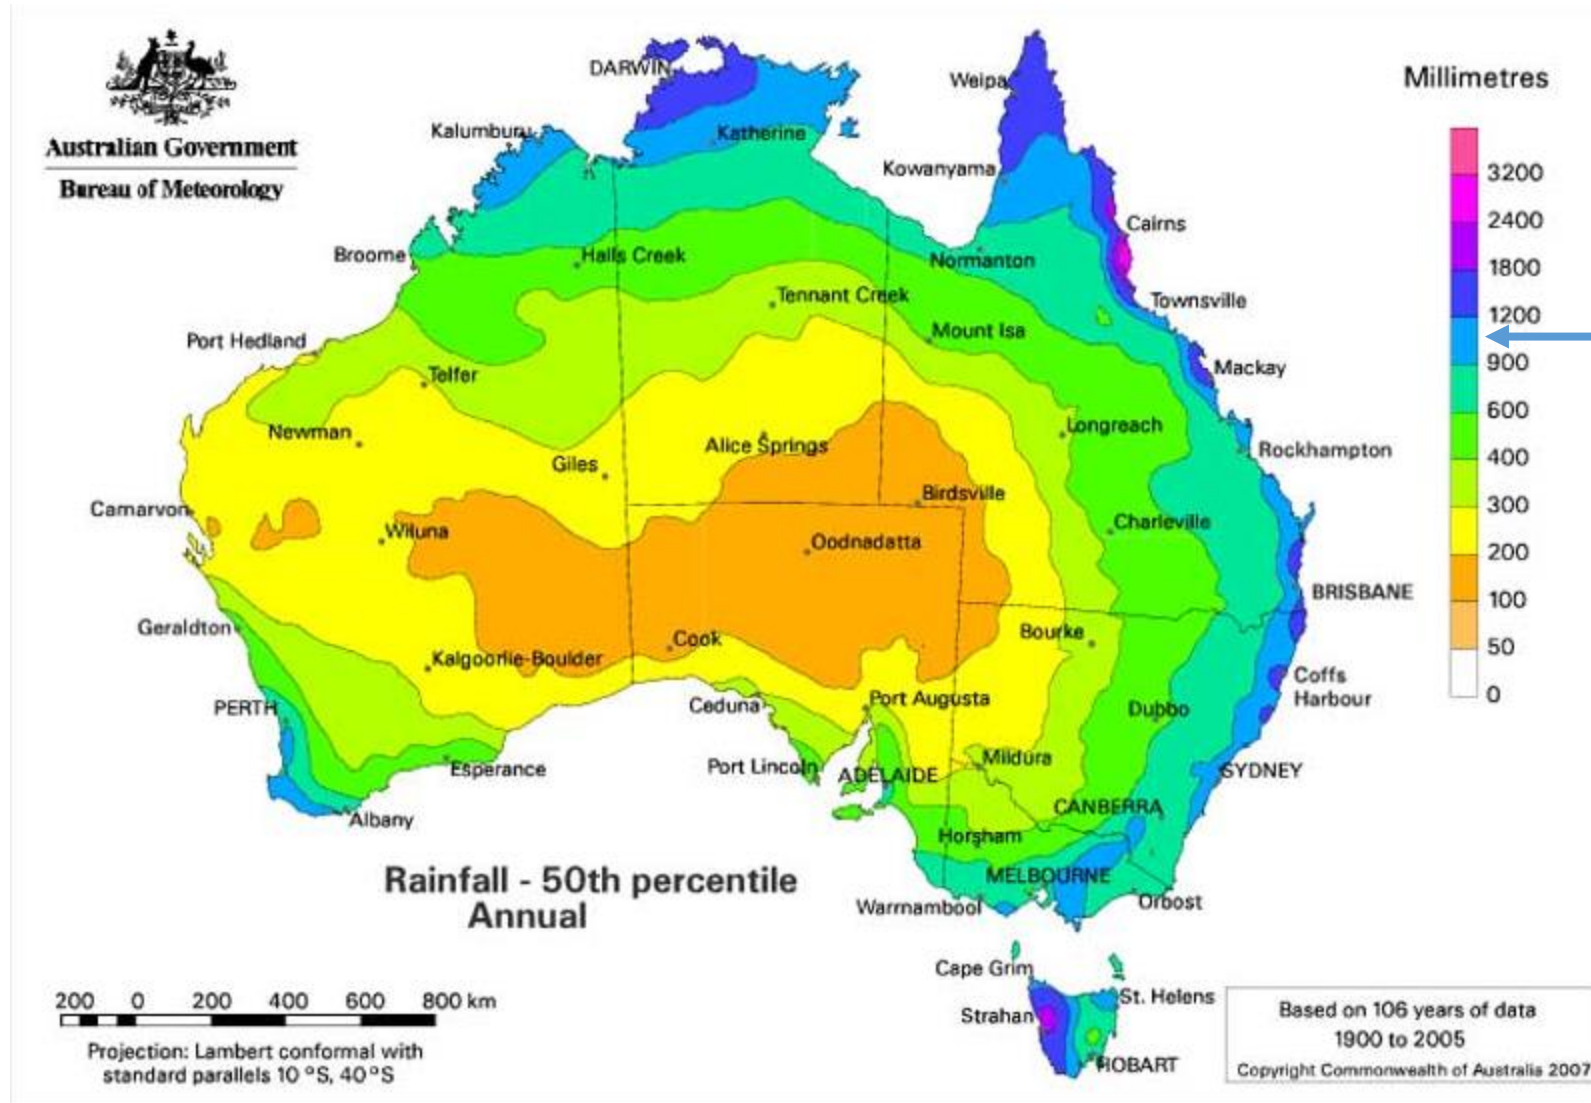 Australian Government
Bureau of Meteorology
DARWIN
Weipa
Kalumburu
Katherine
Kowanyama
Cairns
Broome
Halls Creek
Normanton
Tennant Creek
Townsville
Port Hedland
Mount Isa
Telfer
Mackay
Newman
Alice Springs
Longreach
Giles
Rockhampton
Birdsville
Carnarvon
Wiluna
Oodnadatta
Charleville
BRISBANE
Geraldton
Cook
Bourke
Kalgoorlie-Boulder
Coffs
Harbour
PERTH
Ceduna
Port Augusta
Dubbo
Esperance
Port Lincoln
ADELAIDE
Mildura
SYDNEY
Albany
CANBERRA
Horsham
MELBOURNE
Warrnambool
Orbost
Cape Grim
St. Helens
Strahan
HOBART
Millimetres
3200
2400
1800
1200
900
600
400
300
200
100
50
0
Rainfall - 50th percentile
Annual
200 0 200 400 600 800 km
Projection: Lambert conformal with
standard parallels 10 °S, 40 °S
Based on 106 years of data
1900 to 2005
Copyright Commonwealth of Australia 2007